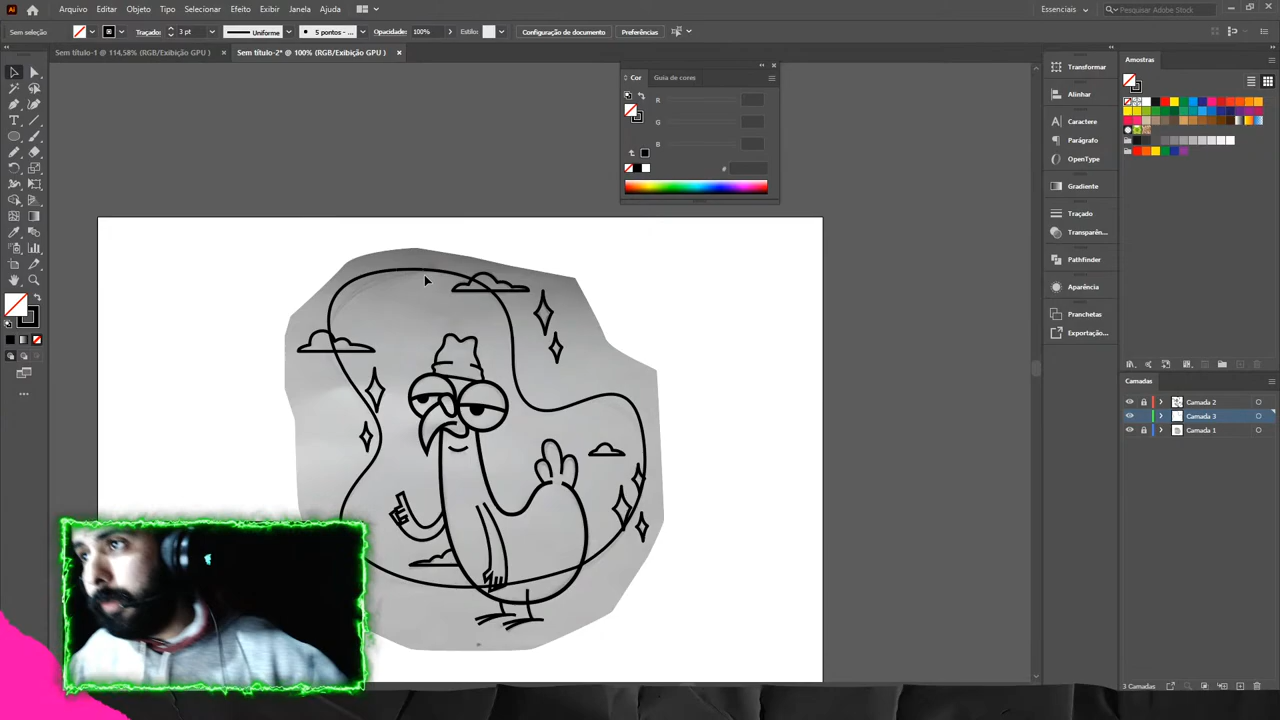 Ai
Arquivo Editar Objeto Tipo Selecionar Efeito Exibir Janela Ajuda
Essenciais
Pesquisar Adobe Stock
Sem seleção
Traçado:
3 pt
Uniforme
5 pontos - ...
Opacidade:
100%
Estilo:
Configuração de documento
Preferências
Sem título-1 @ 114,58% (RGB/Exibição GPU )
Sem título-2* @ 100% (RGB/Exibição GPU )
Cor
Guia de cores
R
G
B
#
Transformar
Alinhar
Caractere
Parágrafo
OpenType
Gradiente
Traçado
Transparên...
Pathfinder
Aparência
Pranchetas
Exportação...
Amostras
Camadas
Camada 2
Camada 3
Camada 1
3 Camadas